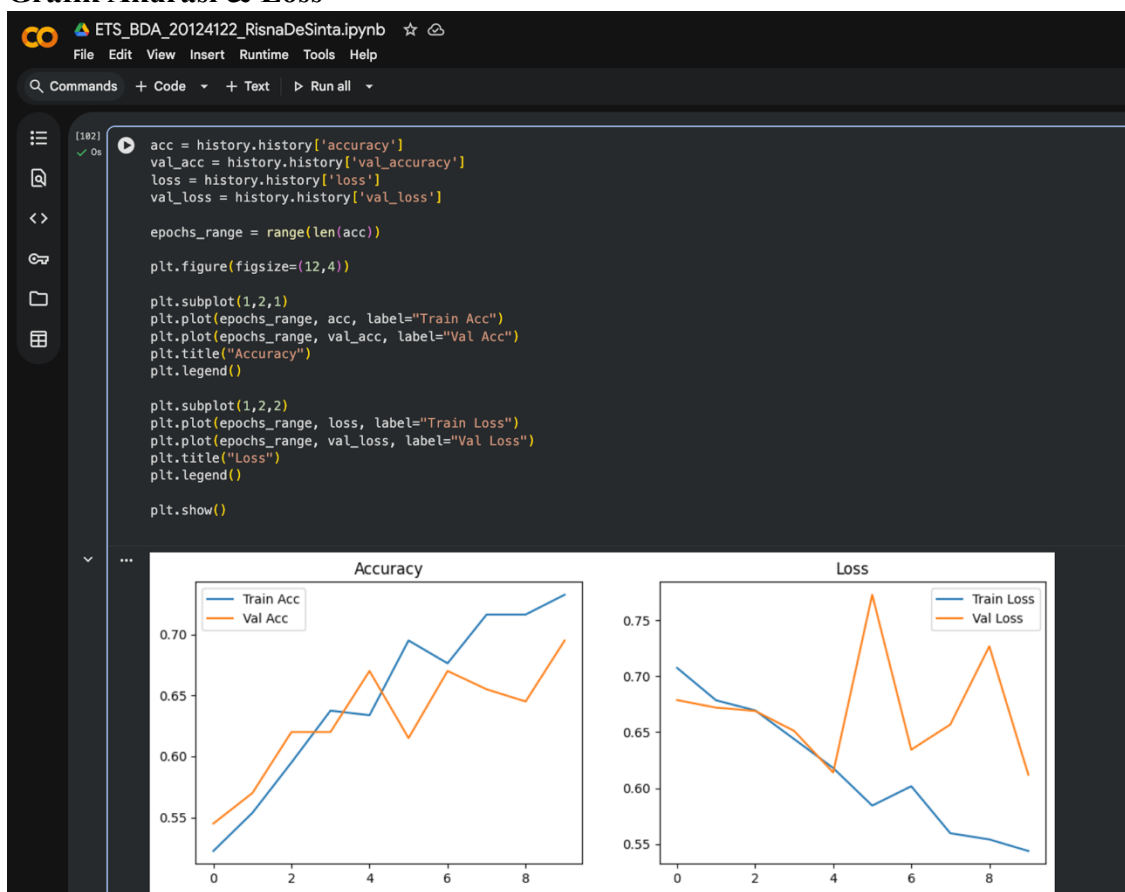 Grafik Akurasi & Loss
ETS_BDA_20124122_RisnaDeSinta.ipynb
File Edit View Insert Runtime Tools Help
Commands + Code + Text Run all
[102]
0s
acc = history.history['accuracy']
val_acc = history.history['val_accuracy']
loss = history.history['loss']
val_loss = history.history['val_loss']
epochs_range = range(len(acc))
plt.figure(figsize=(12,4))
plt.subplot(1,2,1)
plt.plot(epochs_range, acc, label="Train Acc")
plt.plot(epochs_range, val_acc, label="Val Acc")
plt.title("Accuracy")
plt.legend()
plt.subplot(1,2,2)
plt.plot(epochs_range, loss, label="Train Loss")
plt.plot(epochs_range, val_loss, label="Val Loss")
plt.title("Loss")
plt.legend()
plt.show()
Accuracy
Train Acc
Val Acc
0.70
0.65
0.60
0.55
0 2 4 6 8
Loss
Train Loss
Val Loss
0.75
0.70
0.65
0.60
0.55
0 2 4 6 8